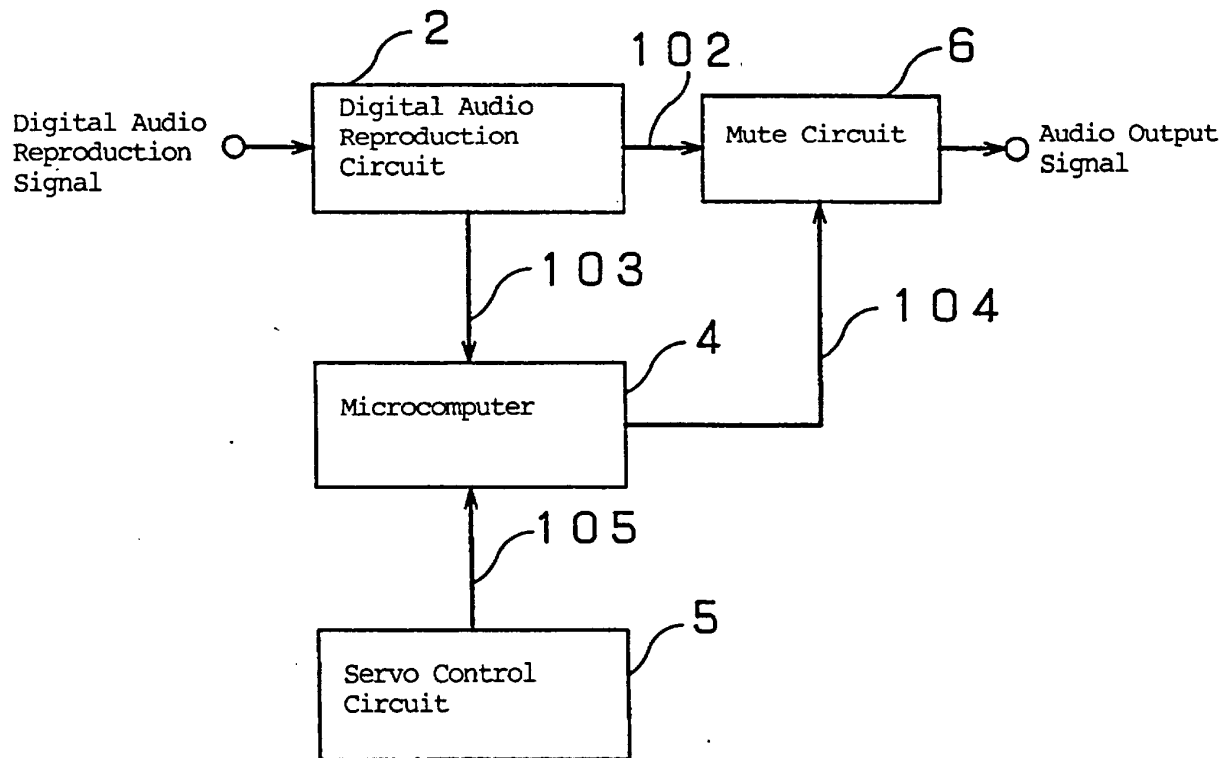 2
102
6
Digital Audio
Reproduction
Signal
Digital Audio
Reproduction
Circuit
Mute Circuit
Audio Output
Signal
103
104
4
Microcomputer
105
5
Servo Control
Circuit